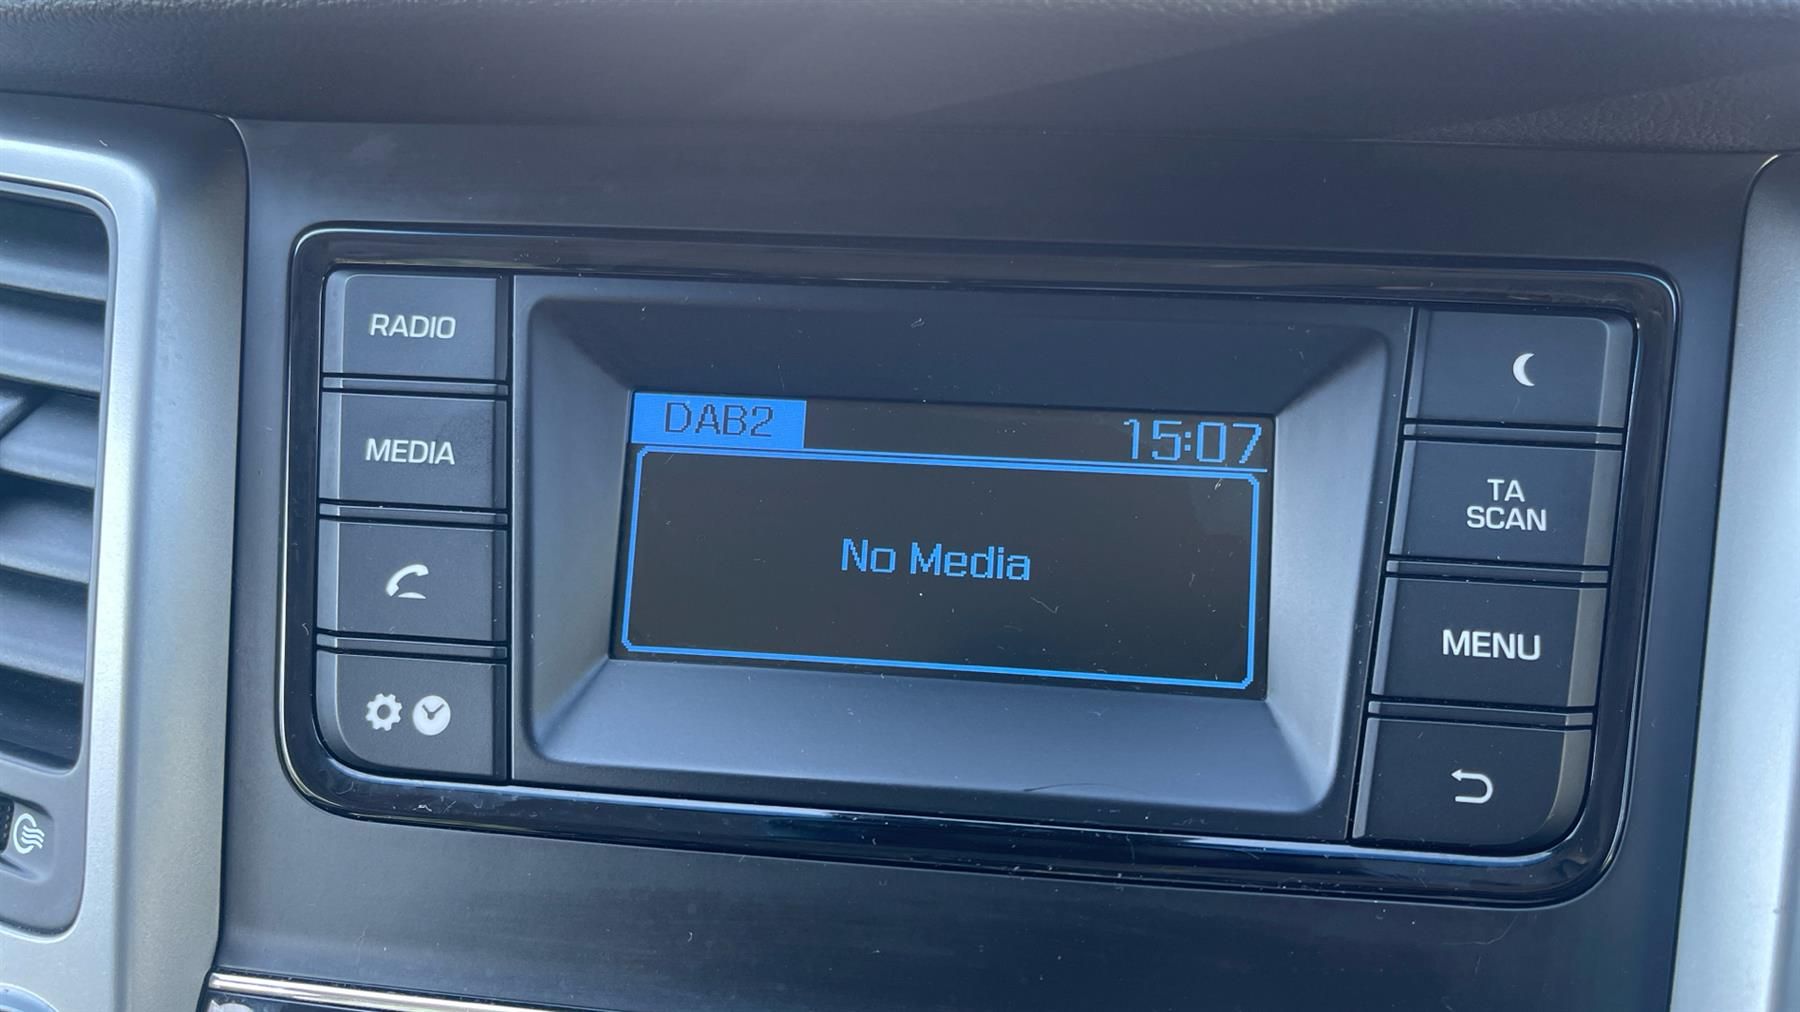 RADIO
MEDIA
DAB2
15:07
No Media
TA
SCAN
MENU